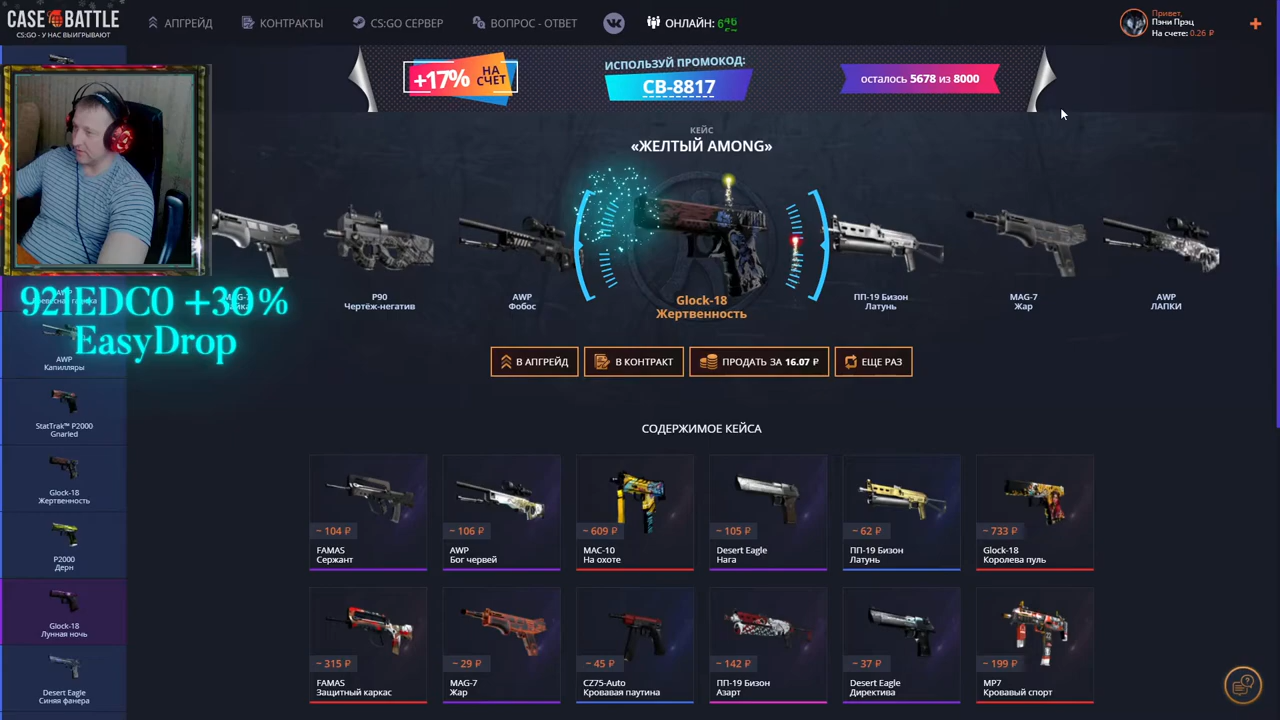 CASE BATTLE
CS:GO - У НАС ВЫИГРЫВАЮТ
АПГРЕЙД
КОНТРАКТЫ
CS:GO СЕРВЕР
ВОПРОС - ОТВЕТ
ОНЛАЙН:
Привет,
Пэни Прэц
На счете: 0.26 ₽
+17% НА СЧЕТ
ИСПОЛЬЗУЙ ПРОМОКОД:
CB-8817
осталось 5678 из 8000
КЕЙС
«ЖЕЛТЫЙ AMONG»
P90
Чертёж-негатив
AWP
Фобос
Glock-18
Жертвенность
ПП-19 Бизон
Латунь
MAG-7
Жар
AWP
ЛАПКИ
921EDC0 +30%
EasyDrop
В АПГРЕЙД
В КОНТРАКТ
ПРОДАТЬ ЗА 16.07 ₽
ЕЩЕ РАЗ
AWP
Капилляры
StatTrak™ P2000
Gnarled
Glock-18
Жертвенность
P2000
Дерн
Glock-18
Лунная ночь
Desert Eagle
Синяя фанера
СОДЕРЖИМОЕ КЕЙСА
~ 104 ₽
FAMAS
Сержант
~ 106 ₽
AWP
Бог червей
~ 609 ₽
MAC-10
На охоте
~ 105 ₽
Desert Eagle
Нага
~ 62 ₽
ПП-19 Бизон
Латунь
~ 733 ₽
Glock-18
Королева пуль
~ 315 ₽
FAMAS
Защитный каркас
~ 29 ₽
MAG-7
Жар
~ 45 ₽
CZ75-Auto
Кровавая паутина
~ 142 ₽
ПП-19 Бизон
Азарт
~ 37 ₽
Desert Eagle
Директива
~ 199 ₽
MP7
Кровавый спорт